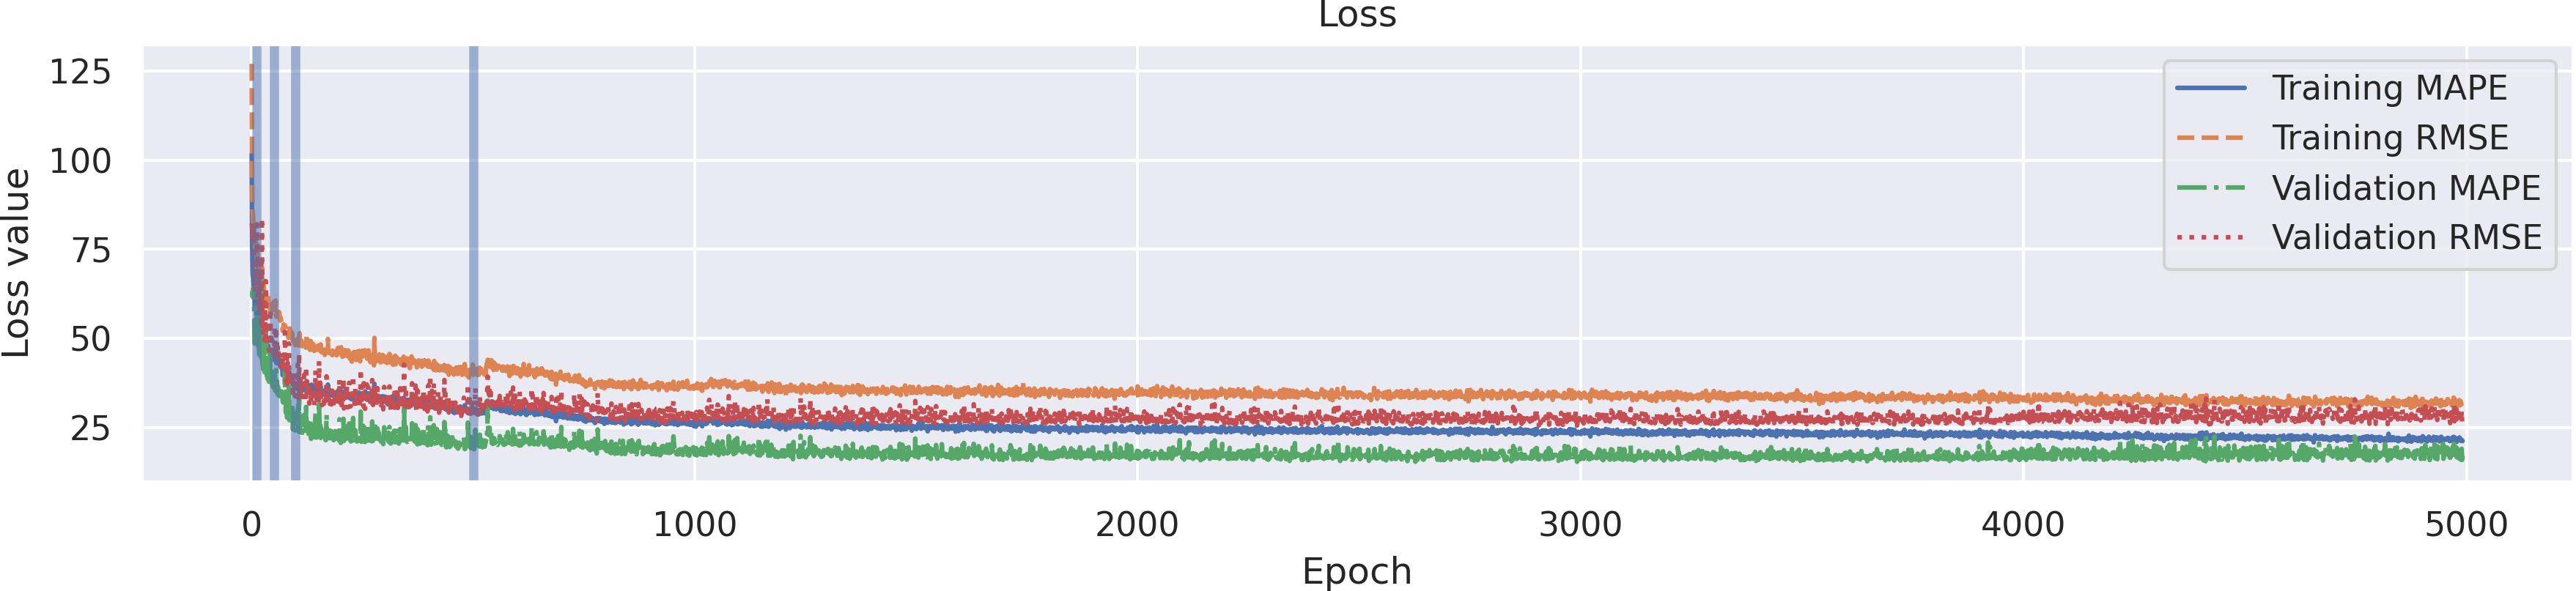 Loss
125
100
75
50
25
Loss value
0 1000 2000 3000 4000 5000
Epoch
Training MAPE
Training RMSE
Validation MAPE
Validation RMSE